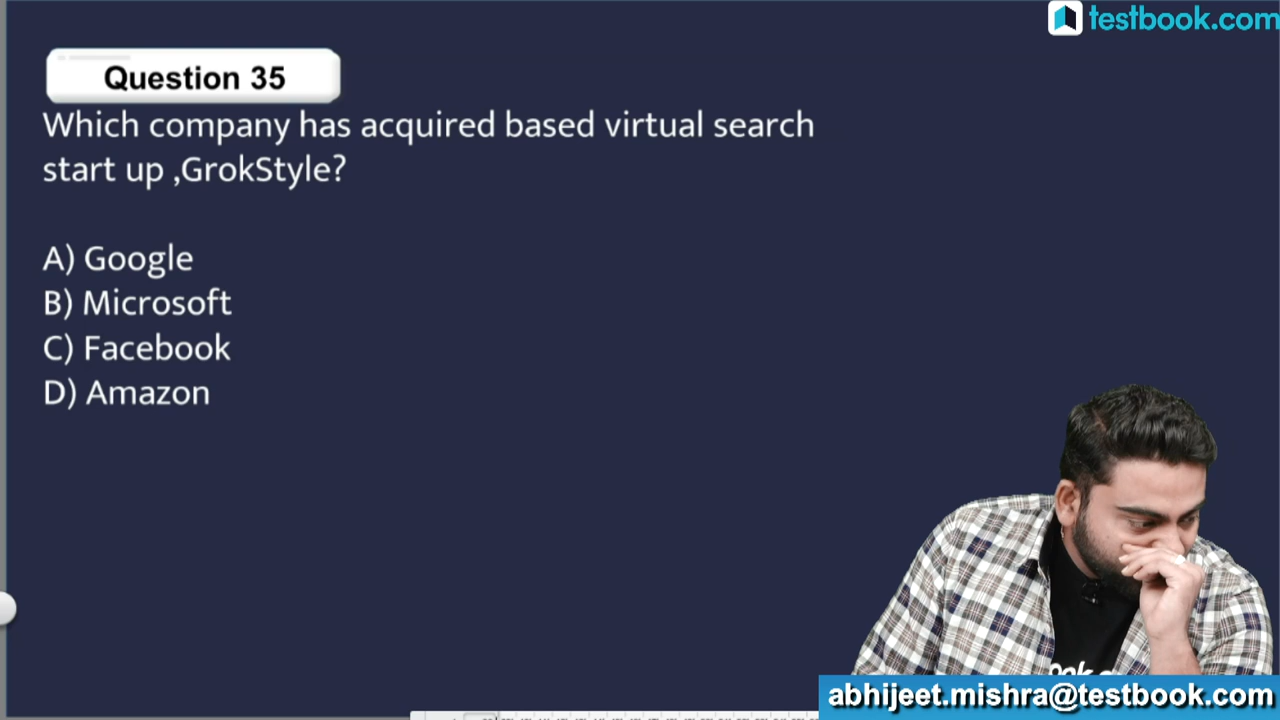 testbook.com
Question 35
Which company has acquired based virtual search
start up ,GrokStyle?
A) Google
B) Microsoft
C) Facebook
D) Amazon
abhijeet.mishra@testbook.com